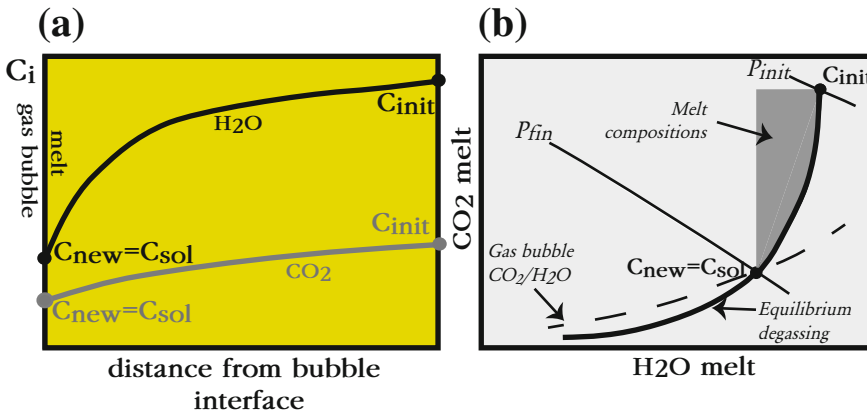 (a)
Ci
gas bubble
melt
H2O
Cinit
Cinit
Cnew=Csol
CO2
Cnew=Csol
distance from bubble
interface
(b)
CO2 melt
Pinit
Cinit
Melt
compositions
Pfin
Gas bubble
CO2/H2O
Cnew=Csol
Equilibrium
degassing
H2O melt